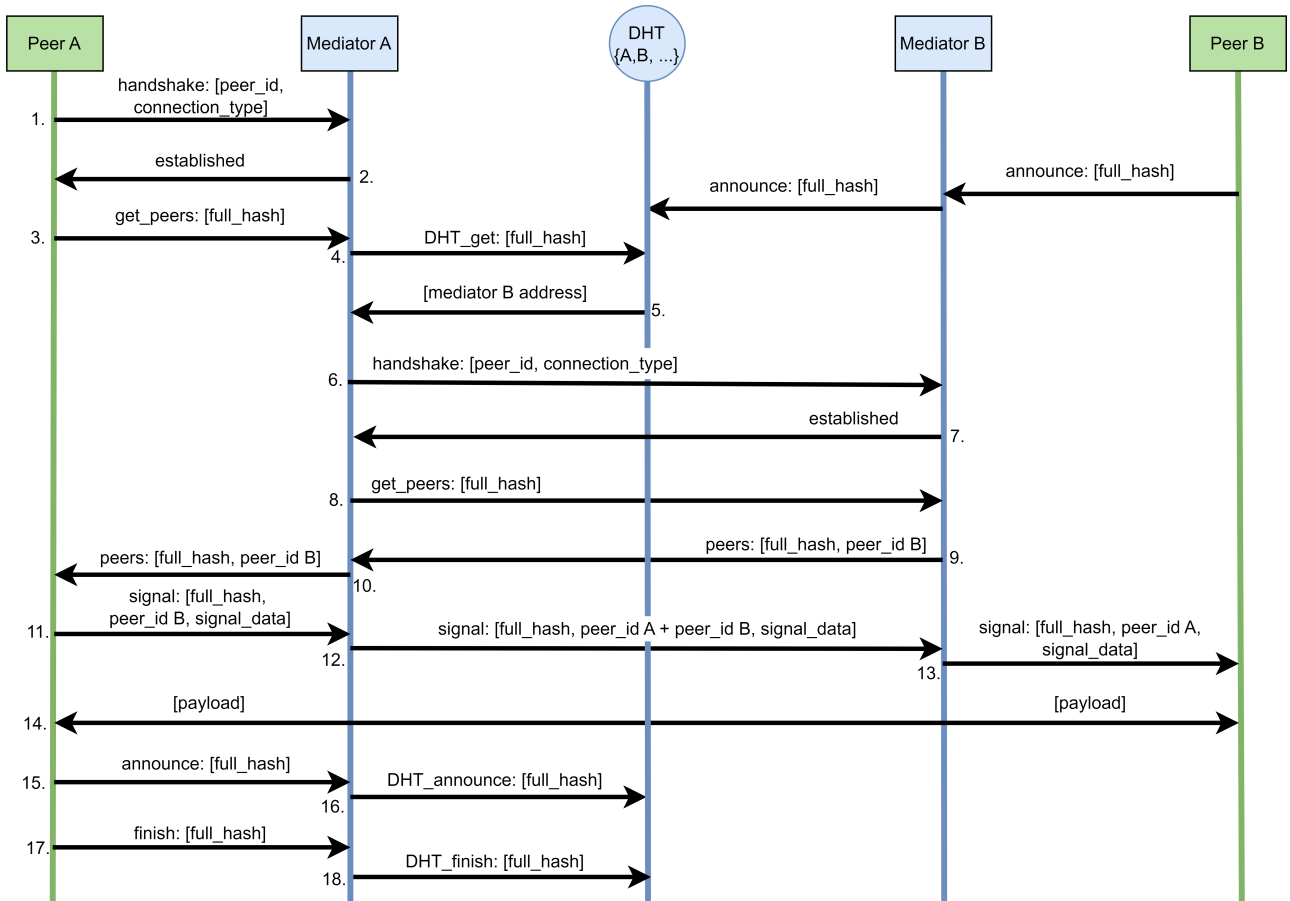 Peer A
Mediator A
DHT
{A,B, ...}
Mediator B
Peer B
handshake: [peer_id,
connection_type]
1.
established
2.
announce: [full_hash]
announce: [full_hash]
get_peers: [full_hash]
3.
DHT_get: [full_hash]
4.
[mediator B address]
5.
handshake: [peer_id, connection_type]
6.
established
7.
get_peers: [full_hash]
8.
peers: [full_hash, peer_id B]
9.
peers: [full_hash, peer_id B]
10.
signal: [full_hash,
peer_id B, signal_data]
11.
signal: [full_hash, peer_id A + peer_id B, signal_data]
12.
signal: [full_hash, peer_id A,
signal_data]
13.
[payload]
[payload]
14.
announce: [full_hash]
15.
DHT_announce: [full_hash]
16.
finish: [full_hash]
17.
DHT_finish: [full_hash]
18.